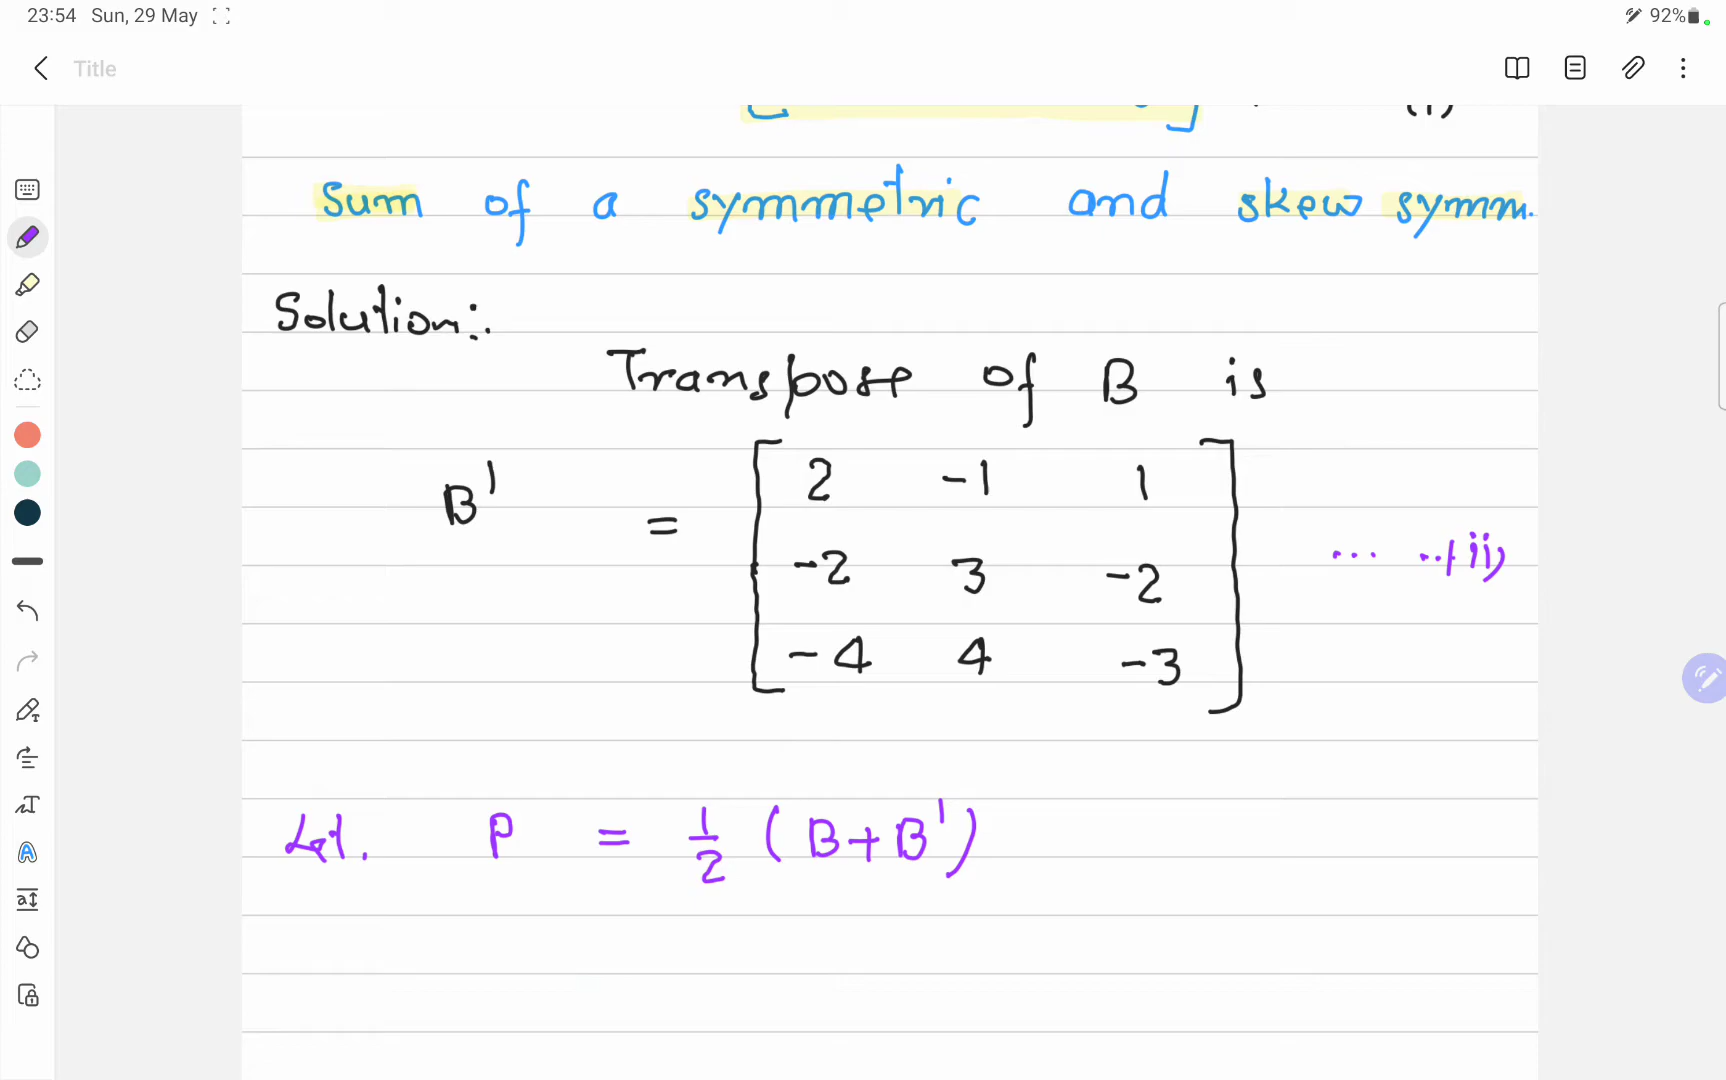 23:54 Sun, 29 May 92%
Title
(i)
Sum of a symmetric and skew symm.
Solution:.
Transpose of B is
B' = [ 2 -1 1
-2 3 -2
-4 4 -3 ] ... ..(ii)
Let. P = 1/2 (B+B')